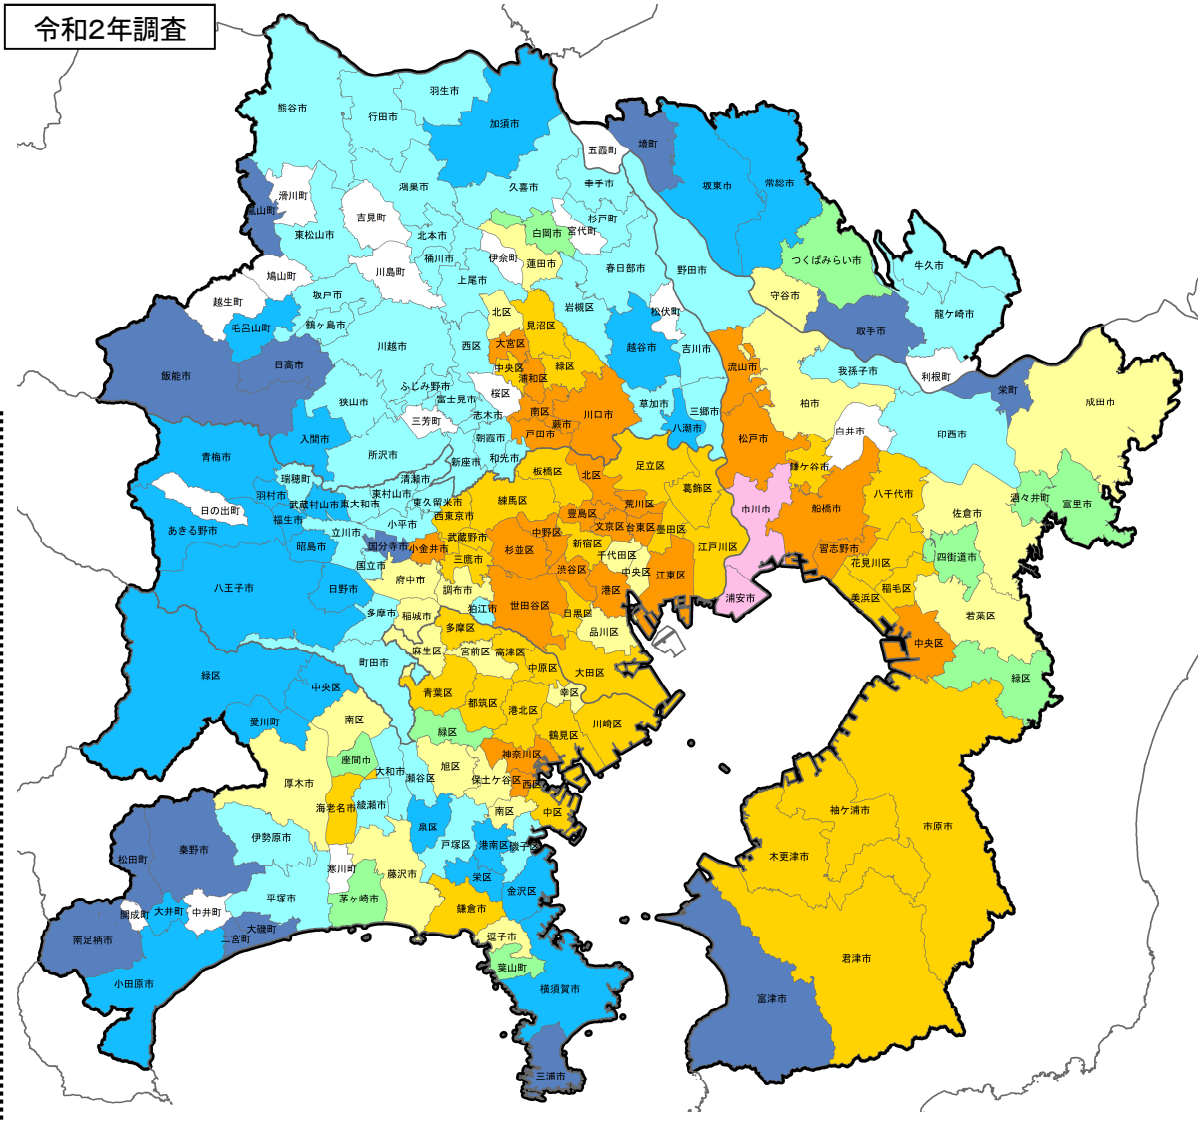 令和2年調査
羽生市
熊谷市
行田市
加須市
五霞町
境町
坂東市
常総市
鴻巣市
久喜市
幸手市
滑川町
嵐山町
吉見町
杉戸町
宮代町
白岡市
東松山市
北本市
桶川市
伊奈町
蓮田市
つくばみらい市
牛久市
鳩山町
川島町
上尾市
春日部市
野田市
越生町
坂戸市
守谷市
龍ケ崎市
毛呂山町
鶴ヶ島市
北区
見沼区
岩槻区
松伏町
取手市
川越市
西区
大宮区
越谷市
吉川市
日高市
飯能市
中央区
浦和区
緑区
流山市
我孫子市
利根町
栄町
成田市
ふじみ野市
富士見市
桜区
狭山市
志木市
南区
川口市
草加市
三郷市
柏市
三芳町
蕨市
戸田市
八潮市
入間市
朝霞市
松戸市
白井市
印西市
青梅市
所沢市
新座市
和光市
板橋区
北区
足立区
鎌ケ谷市
瑞穂町
清瀬市
羽村市
東村山市
東久留米市
練馬区
葛飾区
八千代市
酒々井町
富里市
日の出町
武蔵村山市
東大和市
西東京市
豊島区
荒川区
市川市
船橋市
佐倉市
福生市
小平市
文京区
台東区
墨田区
あきる野市
立川市
武蔵野市
中野区
新宿区
江戸川区
昭島市
国分寺市
小金井市
杉並区
千代田区
習志野市
四街道市
国立市
三鷹市
渋谷区
中央区
江東区
花見川区
府中市
八王子市
日野市
調布市
港区
浦安市
稲毛区
美浜区
多摩市
稲城市
狛江市
世田谷区
目黒区
若葉区
多摩区
品川区
中央区
麻生区
宮前区
高津区
町田市
中原区
大田区
緑区
緑区
中央区
青葉区
都筑区
幸区
愛川町
南区
港北区
川崎区
緑区
鶴見区
座間市
神奈川区
旭区
大和市
瀬谷区
厚木市
保土ケ谷区
西区
海老名市
綾瀬市
南区
中区
袖ケ浦市
市原市
泉区
伊勢原市
戸塚区
港南区
磯子区
秦野市
松田町
木更津市
寒川町
藤沢市
栄区
金沢区
平塚市
茅ヶ崎市
鎌倉市
開成町
大井町
中井町
大磯町
二宮町
南足柄市
逗子市
葉山町
君津市
小田原市
横須賀市
富津市
三浦市